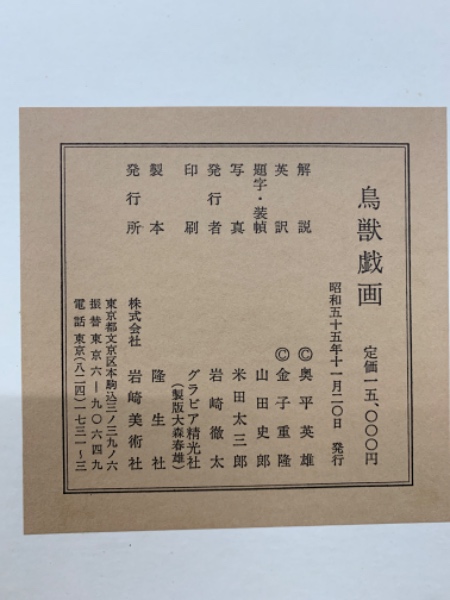 鳥獣戯画 定価一五、〇〇〇円
昭和五十五年十一月二〇日 発行
解説 ©奥平英雄
英訳 ©金子重隆
題字・装幀 山田史郎
写真 米田太三郎
発行者 岩崎徹太
印刷 グラビア精光社
(製版大森春雄)
製本 隆生社
発行所 株式会社 岩崎美術社
東京都文京区本駒込三ノ三九ノ六
振替東京六―九〇六四九
電話東京(八二四)一七三一~三